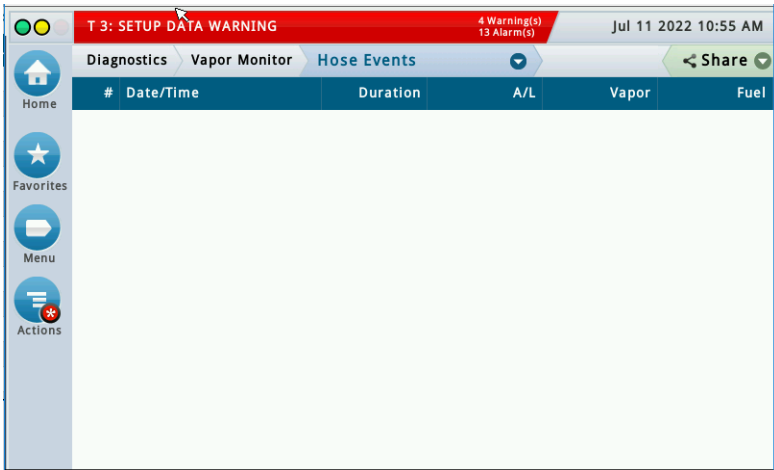 T 3: SETUP DATA WARNING
4 Warning(s)
13 Alarm(s)
Jul 11 2022 10:55 AM
Diagnostics Vapor Monitor Hose Events Share
# Date/Time Duration A/L Vapor Fuel
Home
Favorites
Menu
Actions